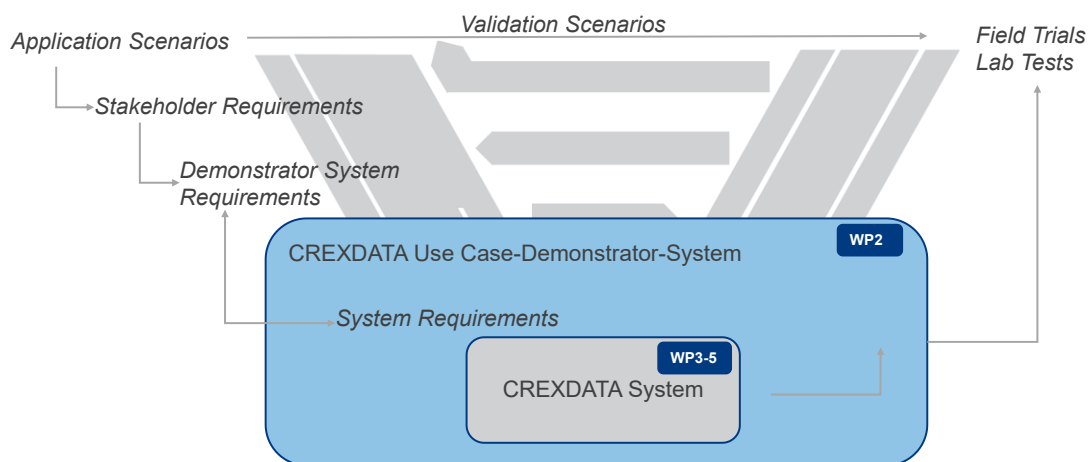 Validation Scenarios
Application Scenarios
Field Trials
Lab Tests
Stakeholder Requirements
Demonstrator System
Requirements
WP2
CREXDATA Use Case-Demonstrator-System
System Requirements
WP3-5
CREXDATA System